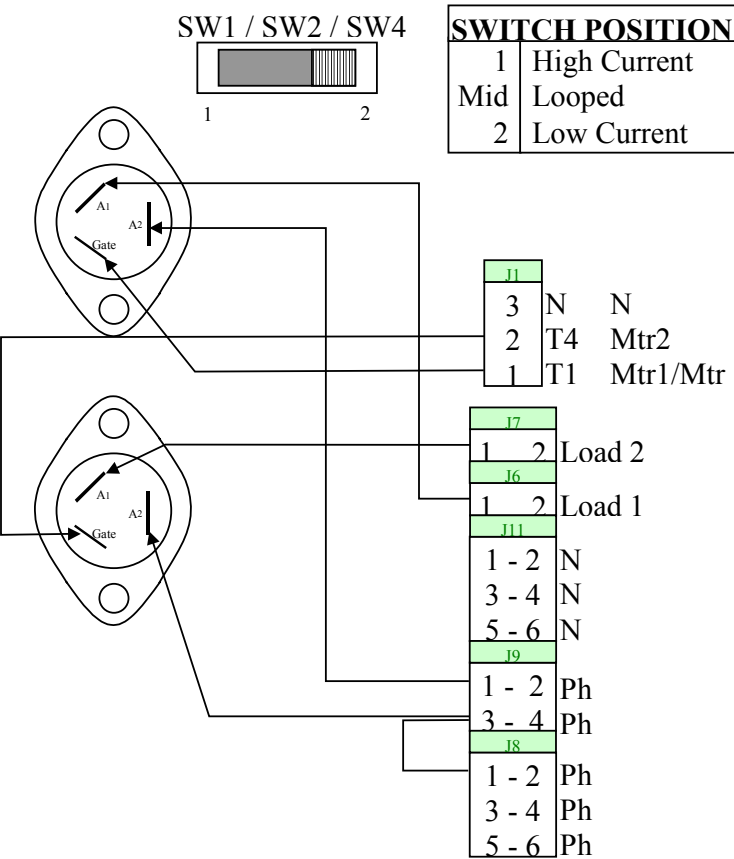 SW1 / SW2 / SW4
1 2
SWITCH POSITION
1 High Current
Mid Looped
2 Low Current
A1
A2
Gate
J1
3 N N
2 T4 Mtr2
1 T1 Mtr1/Mtr
J7
1 2 Load 2
J6
1 2 Load 1
J11
1 - 2 N
3 - 4 N
5 - 6 N
J9
1 - 2 Ph
3 - 4 Ph
J8
1 - 2 Ph
3 - 4 Ph
5 - 6 Ph
A1
A2
Gate